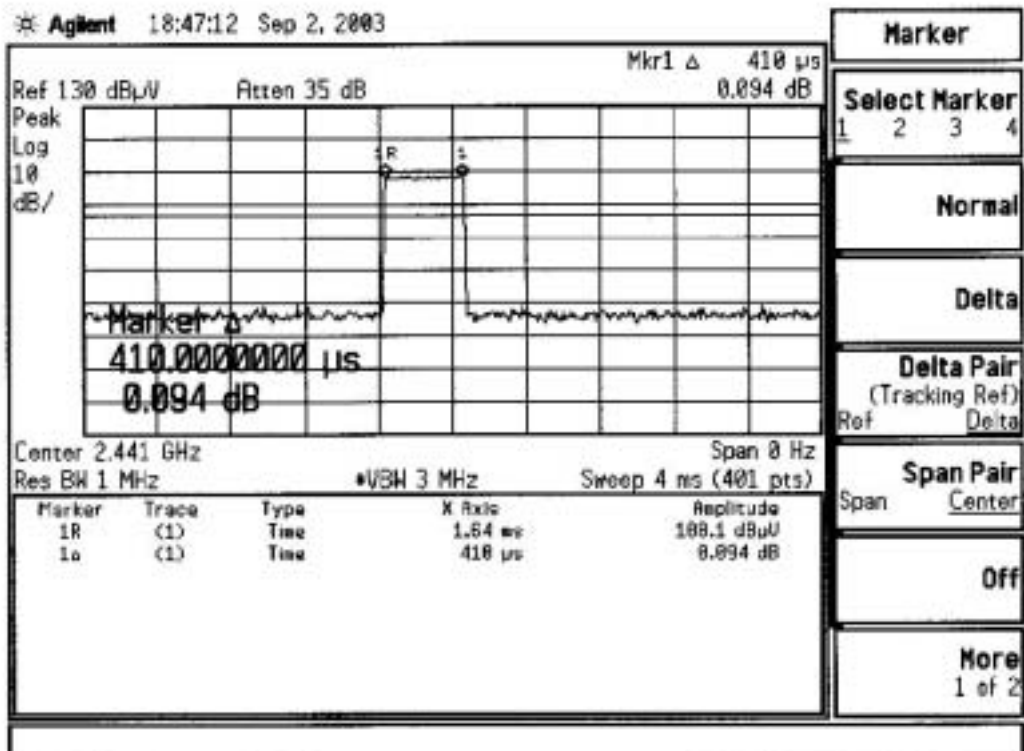 Agilent 18:47:12 Sep 2, 2003
Mkr1 Δ 410 µs
Ref 130 dBµV Atten 35 dB 0.094 dB
Peak
Log
10
dB/
1R 1
Marker Δ
410.0000000 µs
0.094 dB
Center 2.441 GHz Span 0 Hz
Res BW 1 MHz #VBW 3 MHz Sweep 4 ms (401 pts)
Marker Trace Type X Axis Amplitude
1R (1) Time 1.64 ms 108.1 dBµV
1Δ (1) Time 410 µs 0.094 dB
Marker
Select Marker
1 2 3 4
Normal
Delta
Delta Pair
(Tracking Ref)
Ref Delta
Span Pair
Span Center
Off
More
1 of 2